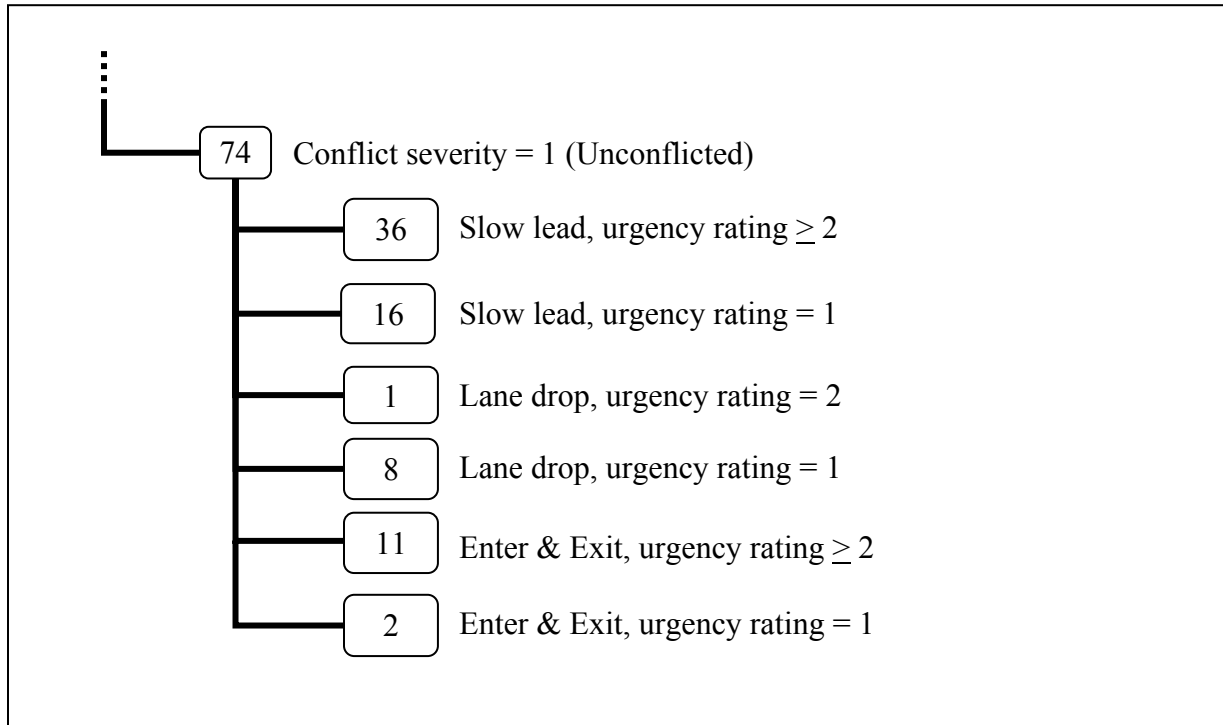 74 Conflict severity = 1 (Unconflicted)
36 Slow lead, urgency rating ≥ 2
16 Slow lead, urgency rating = 1
1 Lane drop, urgency rating = 2
8 Lane drop, urgency rating = 1
11 Enter & Exit, urgency rating ≥ 2
2 Enter & Exit, urgency rating = 1